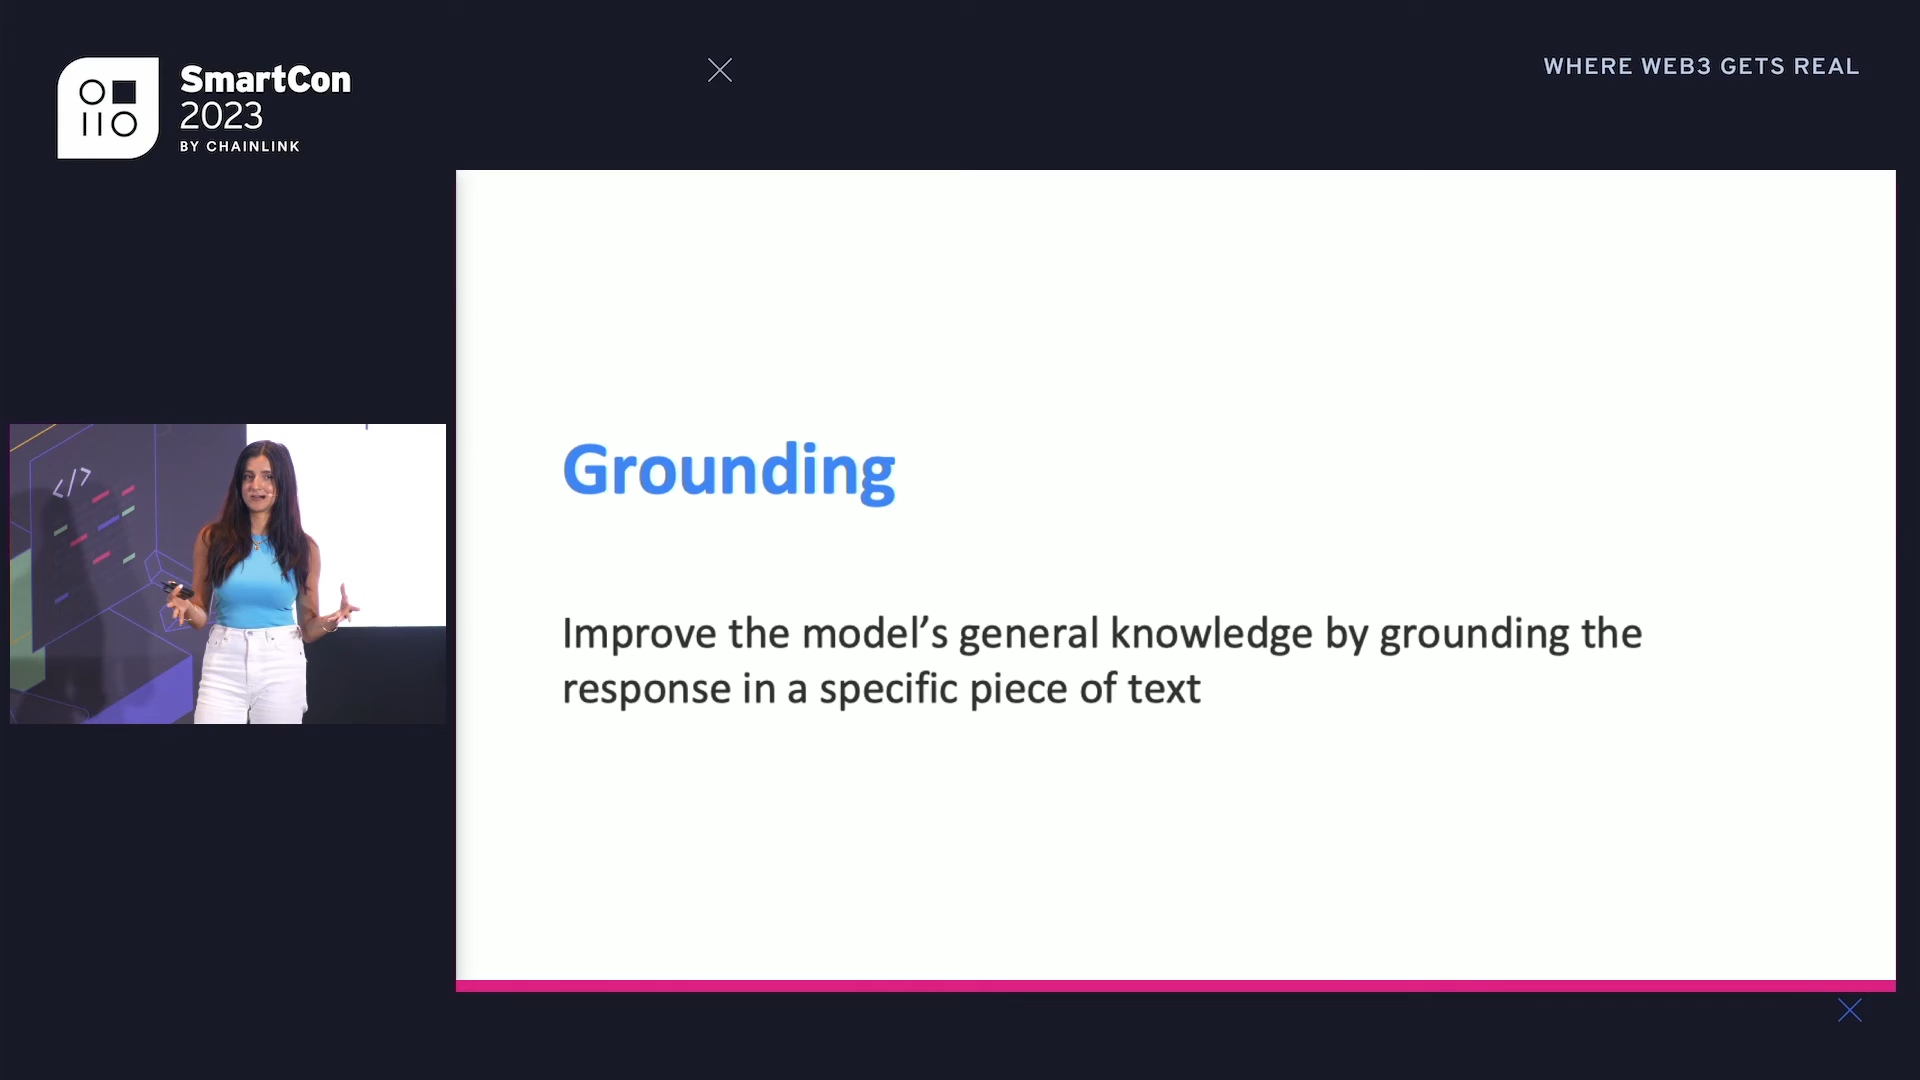 SmartCon
2023
BY CHAINLINK
WHERE WEB3 GETS REAL
</>
Grounding
Improve the model’s general knowledge by grounding the
response in a specific piece of text